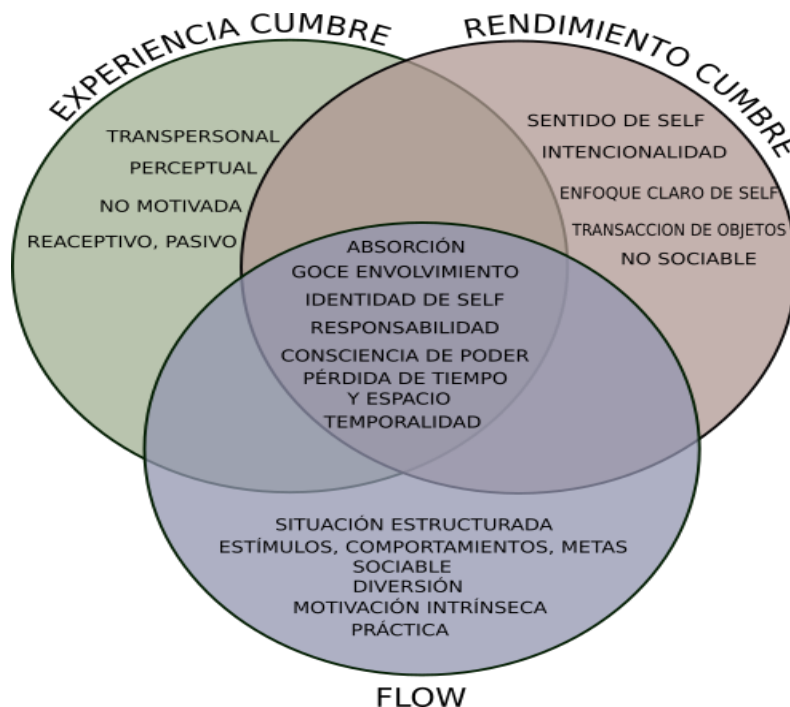 EXPERIENCIA CUMBRE
RENDIMIENTO CUMBRE
TRANSPERSONAL
PERCEPTUAL
NO MOTIVADA
REACEPTIVO, PASIVO
SENTIDO DE SELF
INTENCIONALIDAD
ENFOQUE CLARO DE SELF
TRANSACCION DE OBJETOS
NO SOCIABLE
ABSORCIÓN
GOCE ENVOLVIMIENTO
IDENTIDAD DE SELF
RESPONSABILIDAD
CONSCIENCIA DE PODER
PÉRDIDA DE TIEMPO
Y ESPACIO
TEMPORALIDAD
SITUACIÓN ESTRUCTURADA
ESTÍMULOS, COMPORTAMIENTOS, METAS
SOCIABLE
DIVERSIÓN
MOTIVACIÓN INTRÍNSECA
PRÁCTICA
FLOW